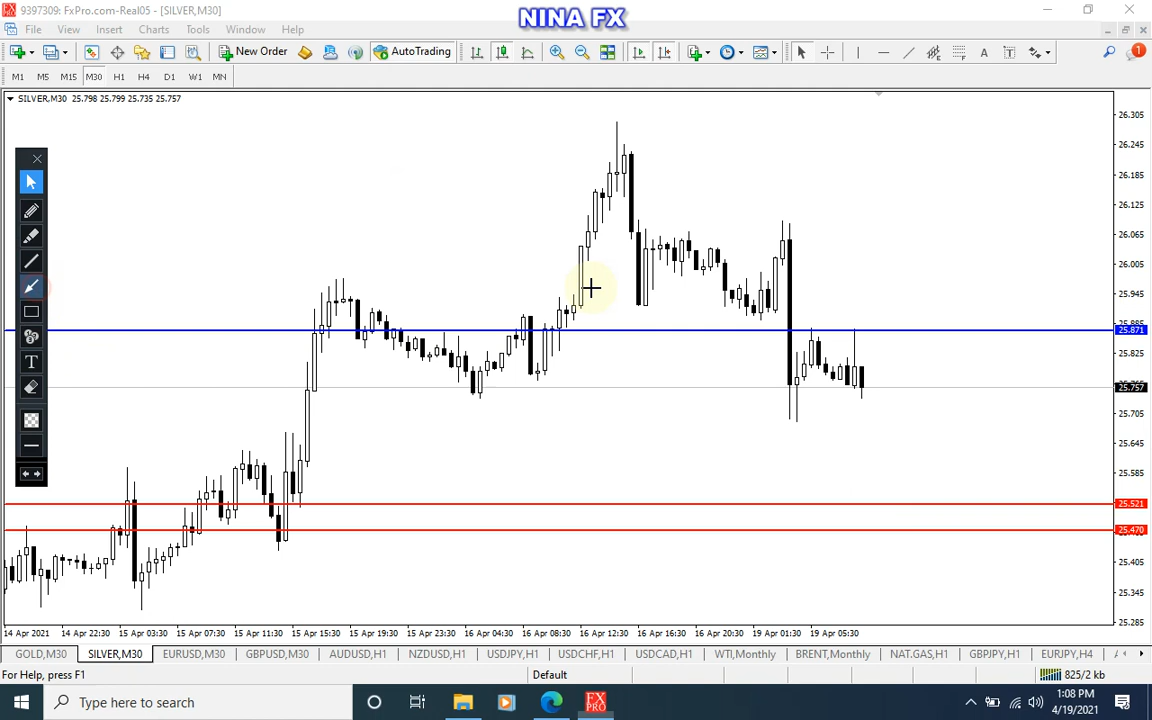 9397309: FxPro.com-Real05 - [SILVER,M30]
NINA FX
File View Insert Charts Tools Window Help
New Order AutoTrading A T 1
M1 M5 M15 M30 H1 H4 D1 W1 MN
SILVER,M30 25.798 25.799 25.735 25.757
26.305
26.245
26.185
26.125
26.065
26.005
25.945
25.871
25.825
25.757
25.705
25.645
25.585
25.521
25.470
25.405
25.345
25.285
T
14 Apr 2021 14 Apr 22:30 15 Apr 03:30 15 Apr 07:30 15 Apr 11:30 15 Apr 15:30 15 Apr 19:30 15 Apr 23:30 16 Apr 04:30 16 Apr 08:30 16 Apr 12:30 16 Apr 16:30 16 Apr 20:30 19 Apr 01:30 19 Apr 05:30
GOLD,M30 SILVER,M30 EURUSD,M30 GBPUSD,M30 AUDUSD,H1 NZDUSD,H1 USDJPY,H1 USDCHF,H1 USDCAD,H1 WTI,Monthly BRENT,Monthly NAT.GAS,H1 GBPJPY,H1 EURJPY,H4
For Help, press F1 Default 825/2 kb
Type here to search FX PRO 1:08 PM
4/19/2021